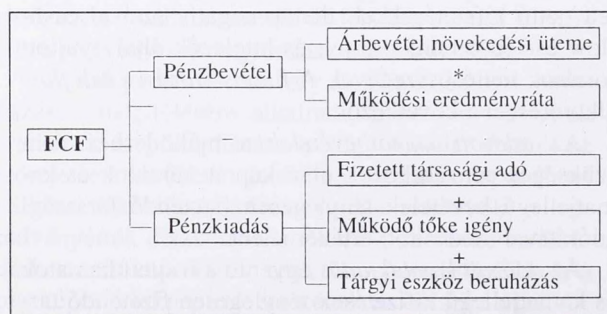 Árbevétel növekedési üteme
Pénzbevétel
*
Működési eredményráta
FCF
–
Fizetett társasági adó
+
Pénzkiadás
Működő tőke igény
+
Tárgyi eszköz beruházás